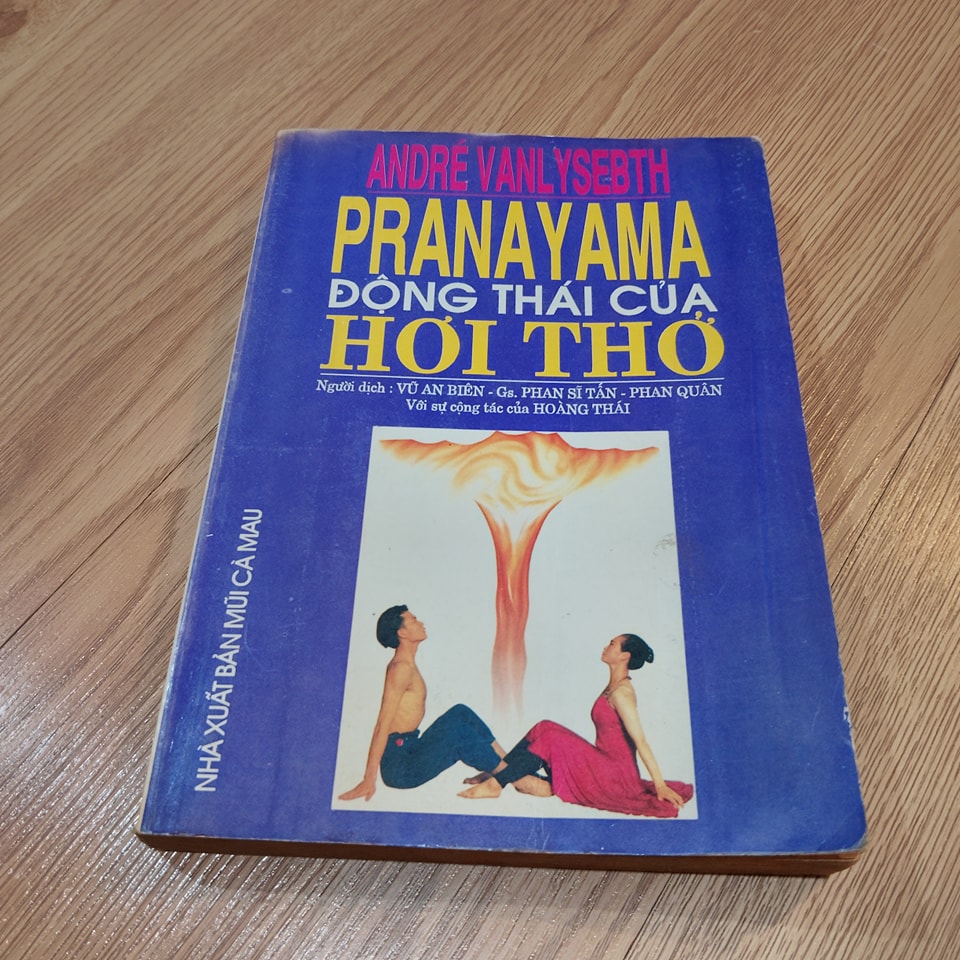 ANDRÉ VANLYSEBTH
PRANAYAMA
ĐỘNG THÁI CỦA
HƠI THỞ
Người dịch : VŨ AN BIÊN - Gs. PHAN SĨ TẤN - PHAN QUÂN
Với sự cộng tác của HOÀNG THÁI
NHÀ XUẤT BẢN MŨI CÀ MAU